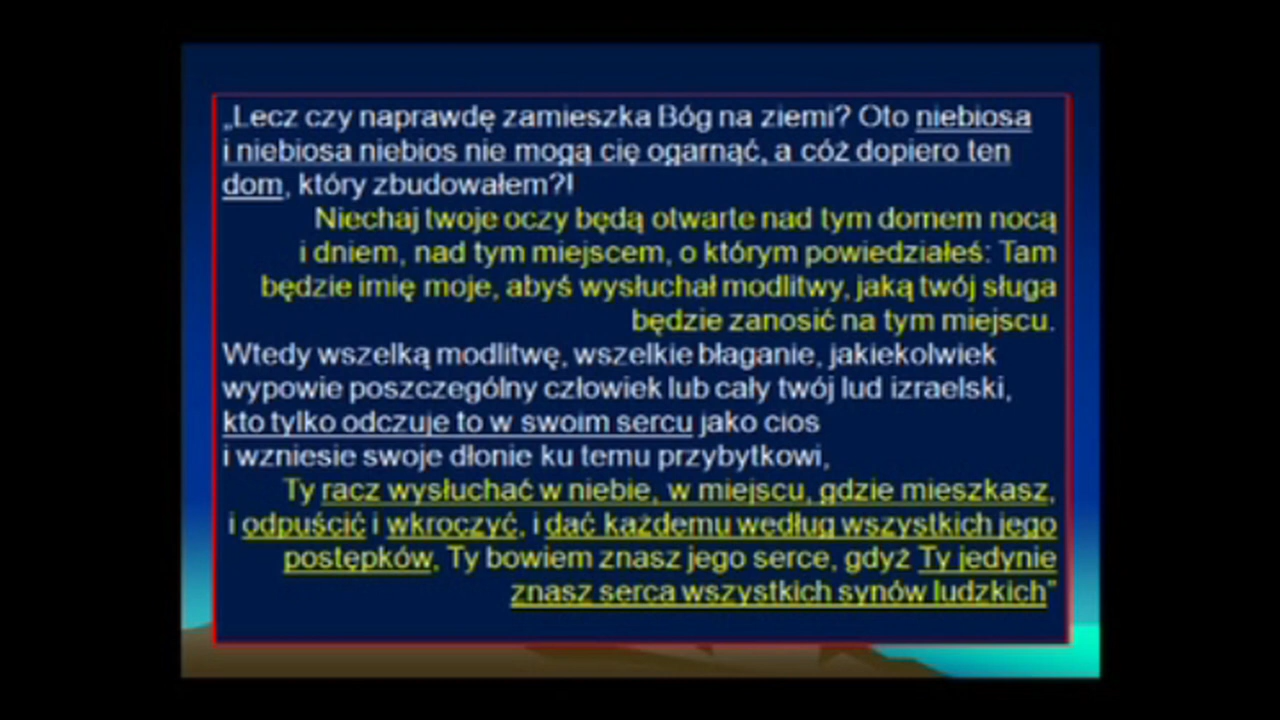 „Lecz czy naprawdę zamieszka Bóg na ziemi? Oto niebiosa
i niebiosa niebios nie mogą cię ogarnąć, a cóż dopiero ten
dom, który zbudowałem?!
Niechaj twoje oczy będą otwarte nad tym domem nocą
i dniem, nad tym miejscem, o którym powiedziałeś: Tam
będzie imię moje, abyś wysłuchał modlitwy, jaką twój sługa
będzie zanosić na tym miejscu.
Wtedy wszelką modlitwę, wszelkie błaganie, jakiekolwiek
wypowie poszczególny człowiek lub cały twój lud izraelski,
kto tylko odczuje to w swoim sercu jako cios
i wzniesie swoje dłonie ku temu przybytkowi,
Ty racz wysłuchać w niebie, w miejscu, gdzie mieszkasz,
i odpuścić i wkroczyć, i dać każdemu według wszystkich jego
postępków, Ty bowiem znasz jego serce, gdyż Ty jedynie
znasz serca wszystkich synów ludzkich”